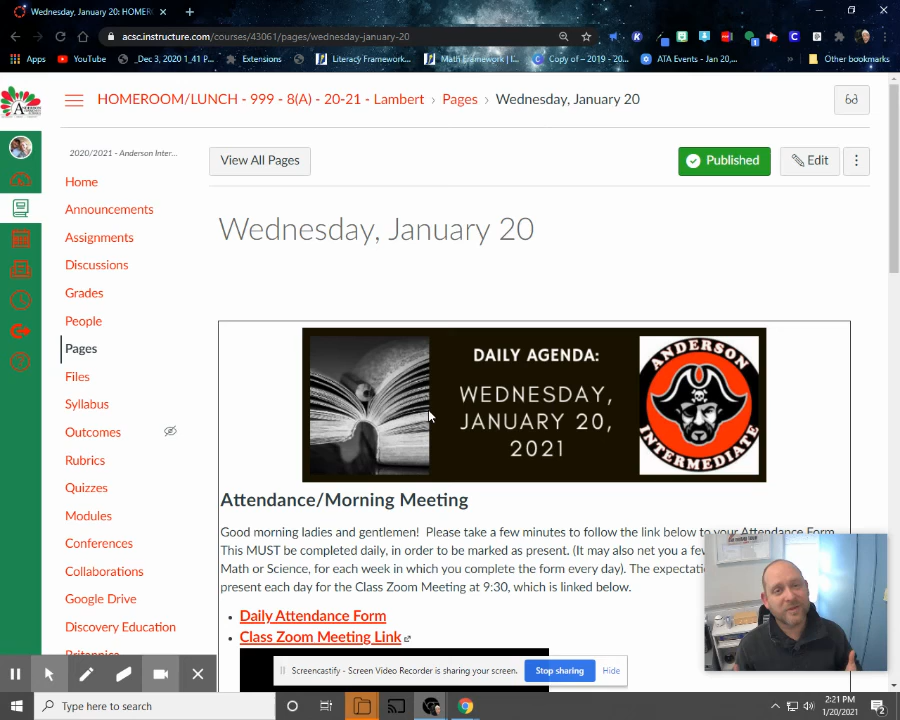 Wednesday, January 20: HOMER
acsc.instructure.com/courses/43061/pages/wednesday-january-20
Apps YouTube _Dec 3, 2020 1_41 P... Extensions Literacy Framework... Math Framework | I... Copy of – 2019 - 20... ATA Events - Jan 20,... » Other bookmarks
HOMEROOM/LUNCH - 999 - 8(A) - 20-21 - Lambert › Pages › Wednesday, January 20
2020/2021 - Anderson Inter...
View All Pages
Published
Edit
Home
Announcements
Assignments
Discussions
Grades
People
Pages
Files
Syllabus
Outcomes
Rubrics
Quizzes
Modules
Conferences
Collaborations
Google Drive
Discovery Education
Britannica
Wednesday, January 20
DAILY AGENDA:
WEDNESDAY,
JANUARY 20,
2021
ANDERSON
INTERMEDIATE
Attendance/Morning Meeting
Good morning ladies and gentlemen! Please take a few minutes to follow the link below to your Attendance Form.
This MUST be completed daily, in order to be marked as present. (It may also net you a few
Math or Science, for each week in which you complete the form every day). The expectati
present each day for the Class Zoom Meeting at 9:30, which is linked below.
Daily Attendance Form
Class Zoom Meeting Link
Screencastify - Screen Video Recorder is sharing your screen.
Stop sharing
Hide
Type here to search
2:21 PM
1/20/2021
2